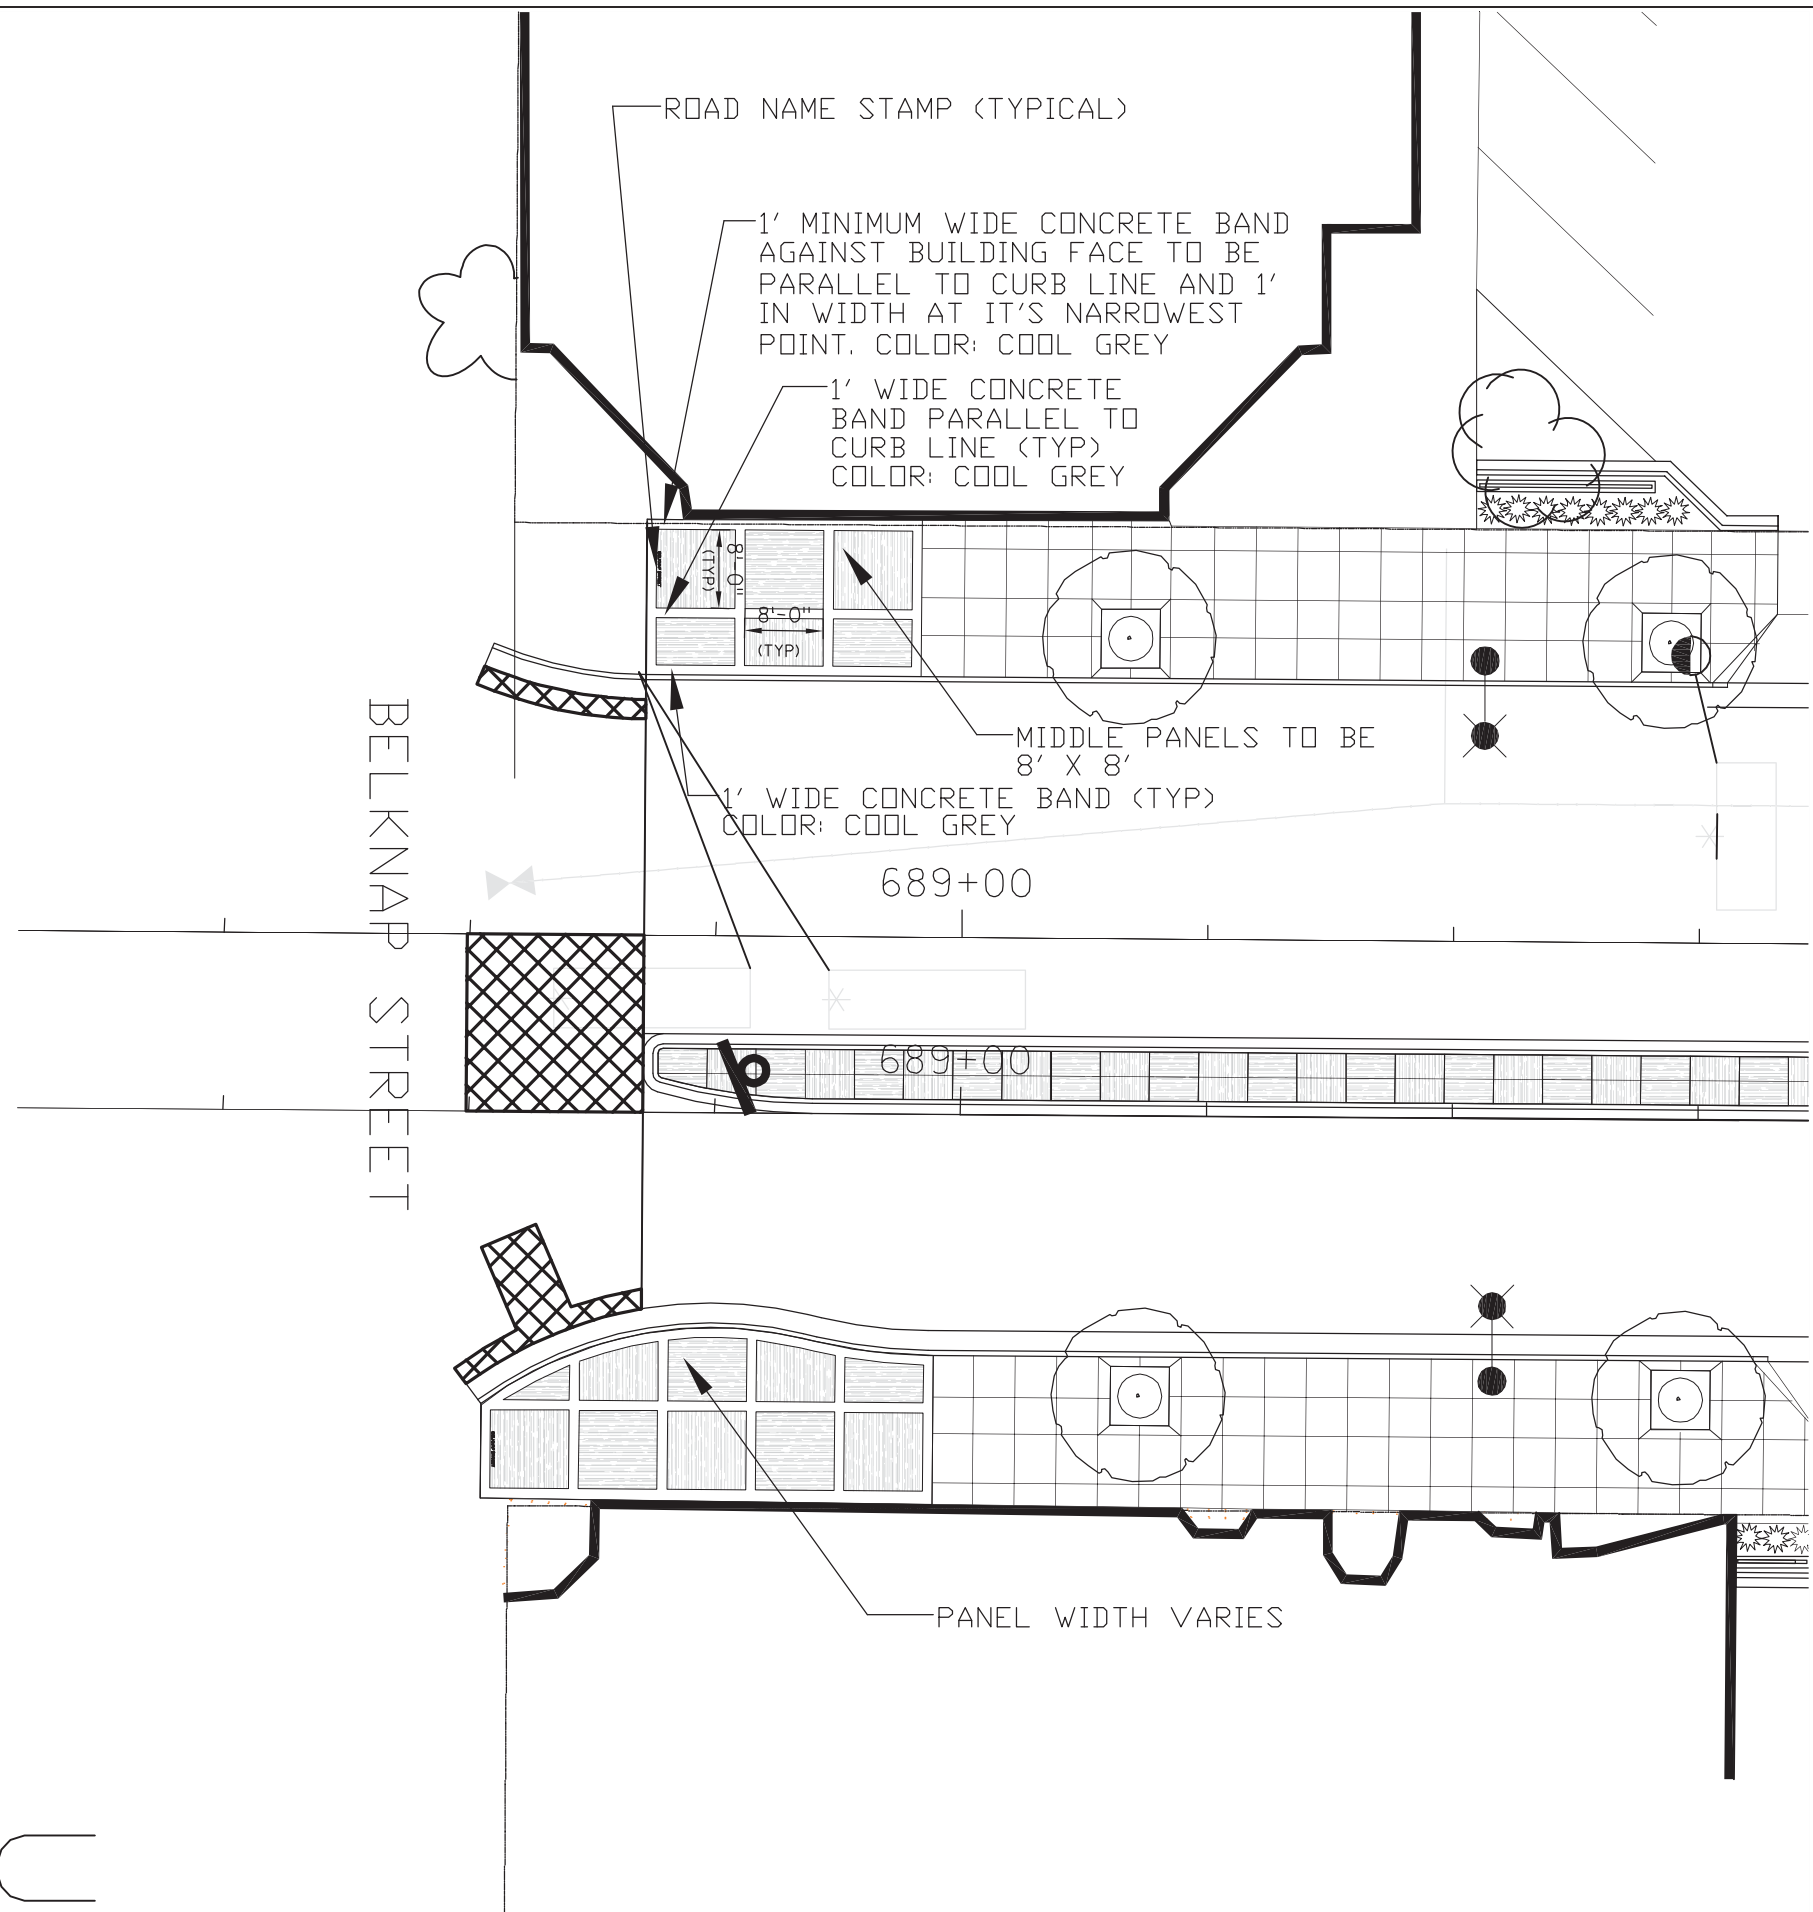 ROAD NAME STAMP (TYPICAL)
1' MINIMUM WIDE CONCRETE BAND
AGAINST BUILDING FACE TO BE
PARALLEL TO CURB LINE AND 1'
IN WIDTH AT IT'S NARROWEST
POINT. COLOR: COOL GREY
1' WIDE CONCRETE
BAND PARALLEL TO
CURB LINE (TYP)
COLOR: COOL GREY
8'-0"
(TYP)
8'-0"
(TYP)
MIDDLE PANELS TO BE
8' X 8'
1' WIDE CONCRETE BAND (TYP)
COLOR: COOL GREY
689+00
BELKNAP STREET
689+00
PANEL WIDTH VARIES